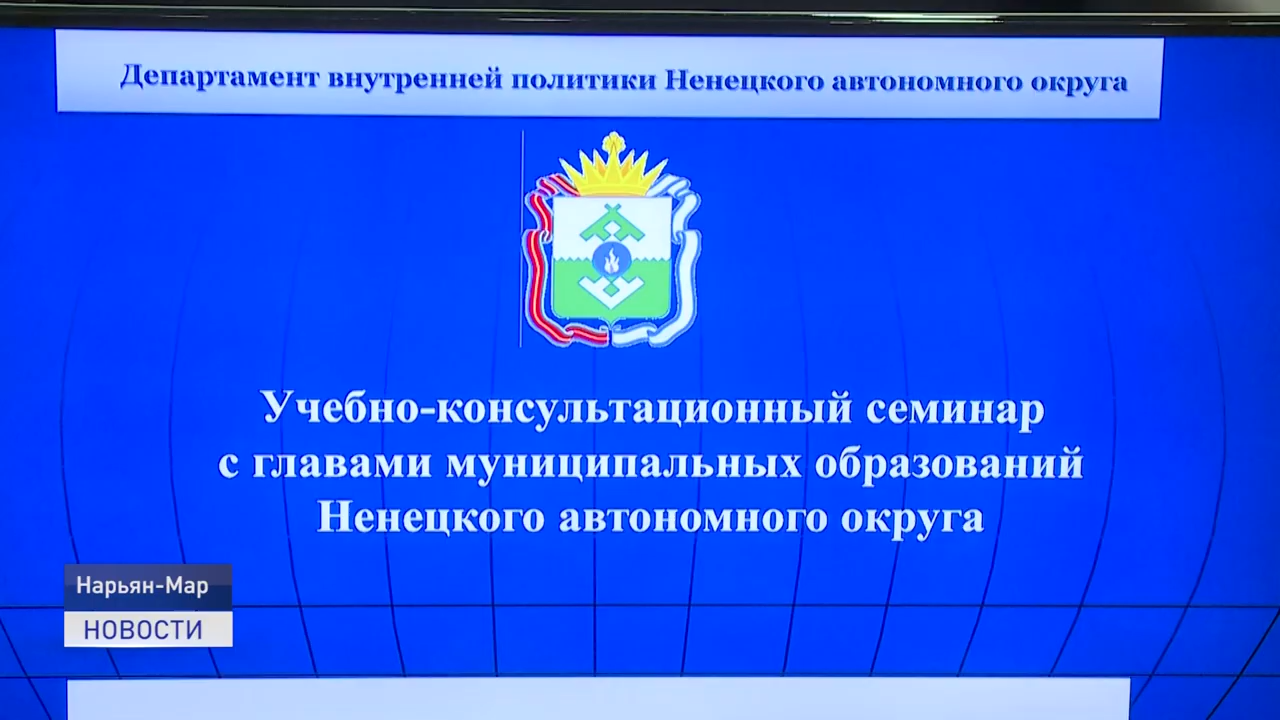 Департамент внутренней политики Ненецкого автономного округа
Учебно-консультационный семинар
с главами муниципальных образований
Ненецкого автономного округа
Нарьян-Мар
НОВОСТИ